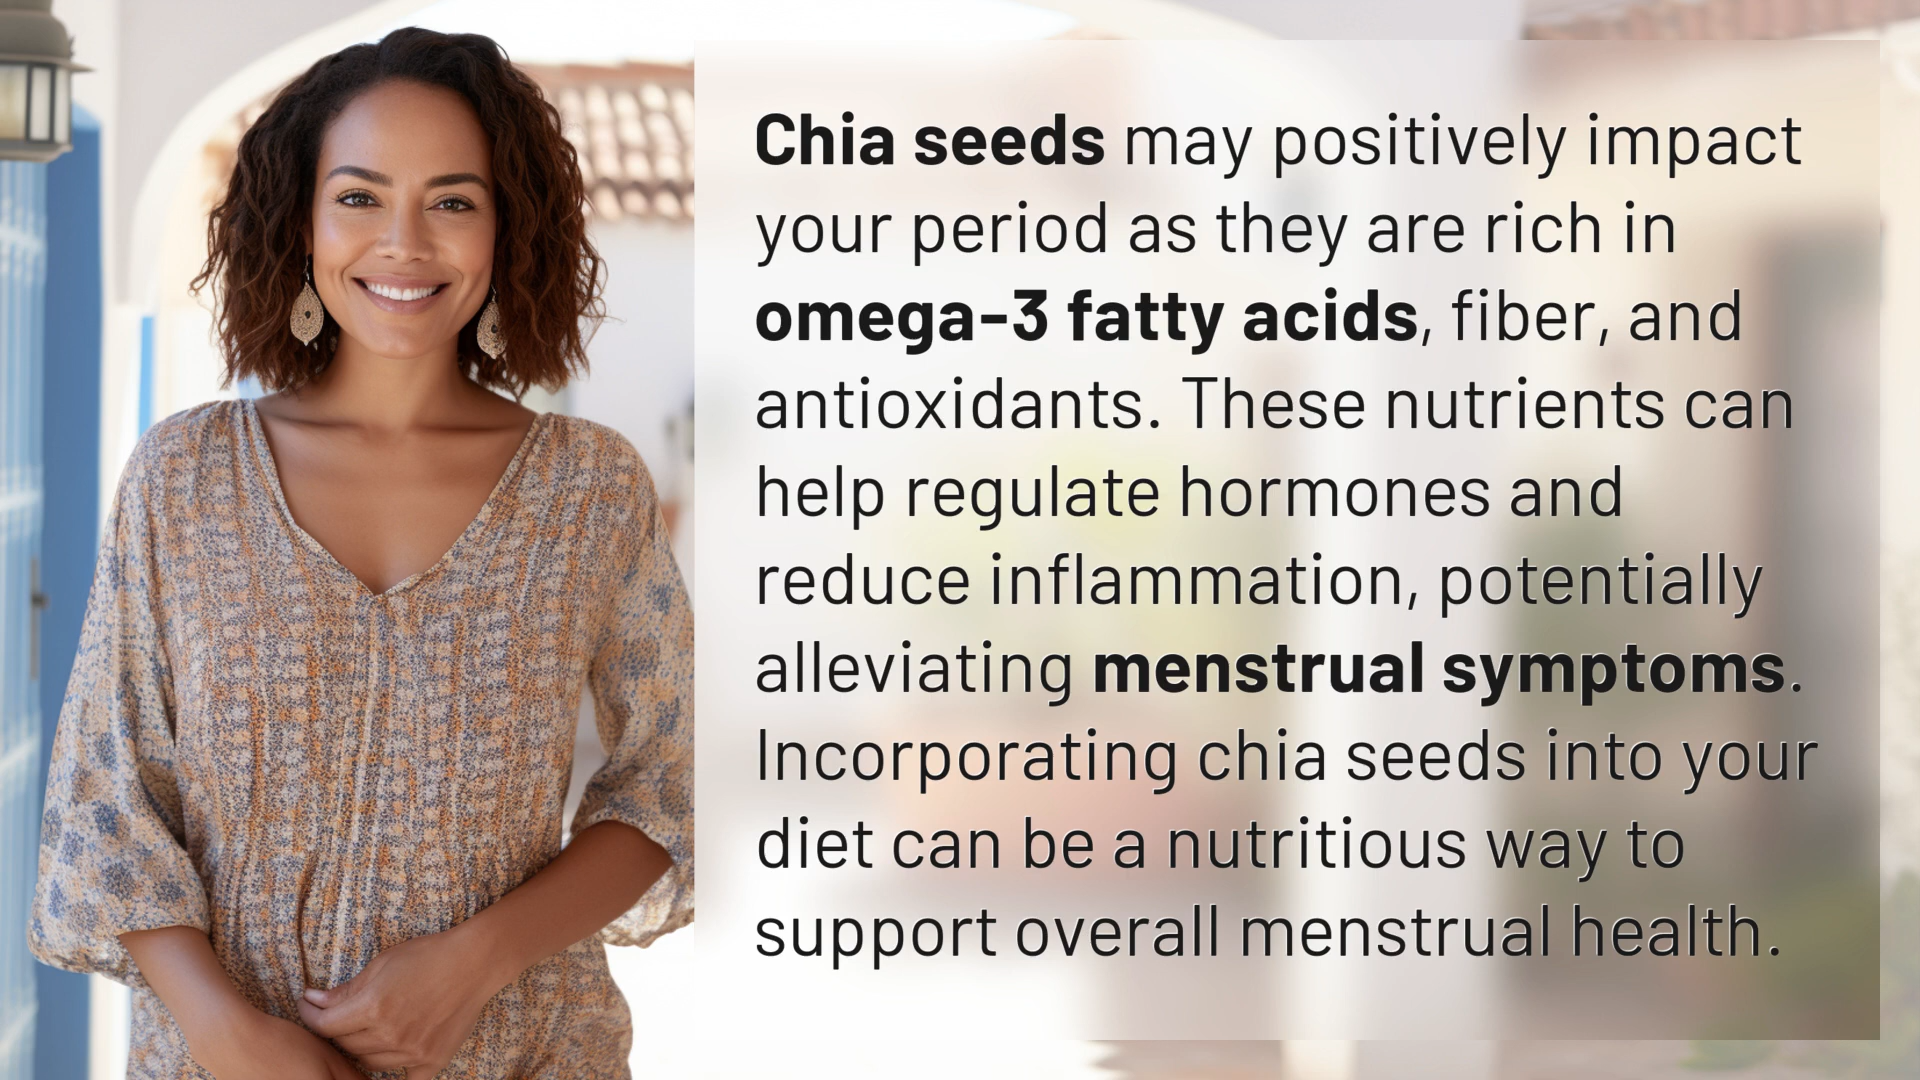 Chia seeds may positively impact
your period as they are rich in
omega-3 fatty acids, fiber, and
antioxidants. These nutrients can
help regulate hormones and
reduce inflammation, potentially
alleviating menstrual symptoms.
Incorporating chia seeds into your
diet can be a nutritious way to
support overall menstrual health.